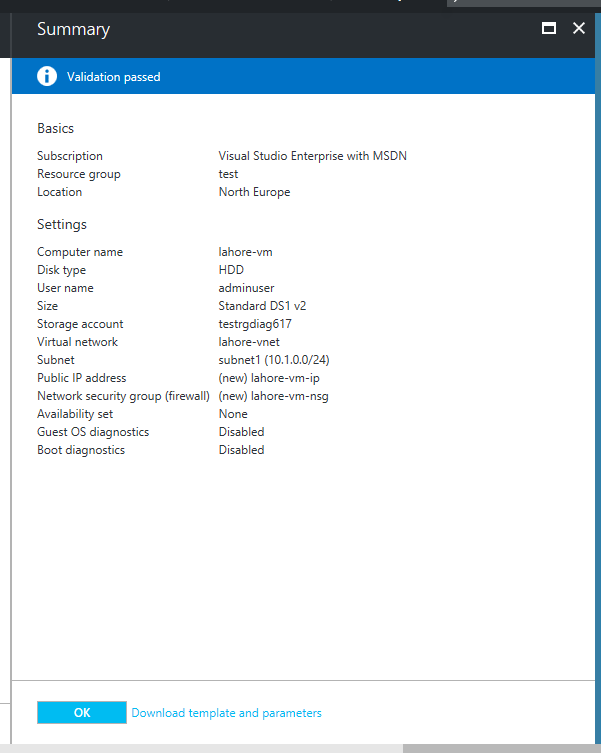 Summary
Validation passed
Basics
Subscription Visual Studio Enterprise with MSDN
Resource group test
Location North Europe
Settings
Computer name lahore-vm
Disk type HDD
User name adminuser
Size Standard DS1 v2
Storage account testrgdiag617
Virtual network lahore-vnet
Subnet subnet1 (10.1.0.0/24)
Public IP address (new) lahore-vm-ip
Network security group (firewall) (new) lahore-vm-nsg
Availability set None
Guest OS diagnostics Disabled
Boot diagnostics Disabled
OK Download template and parameters